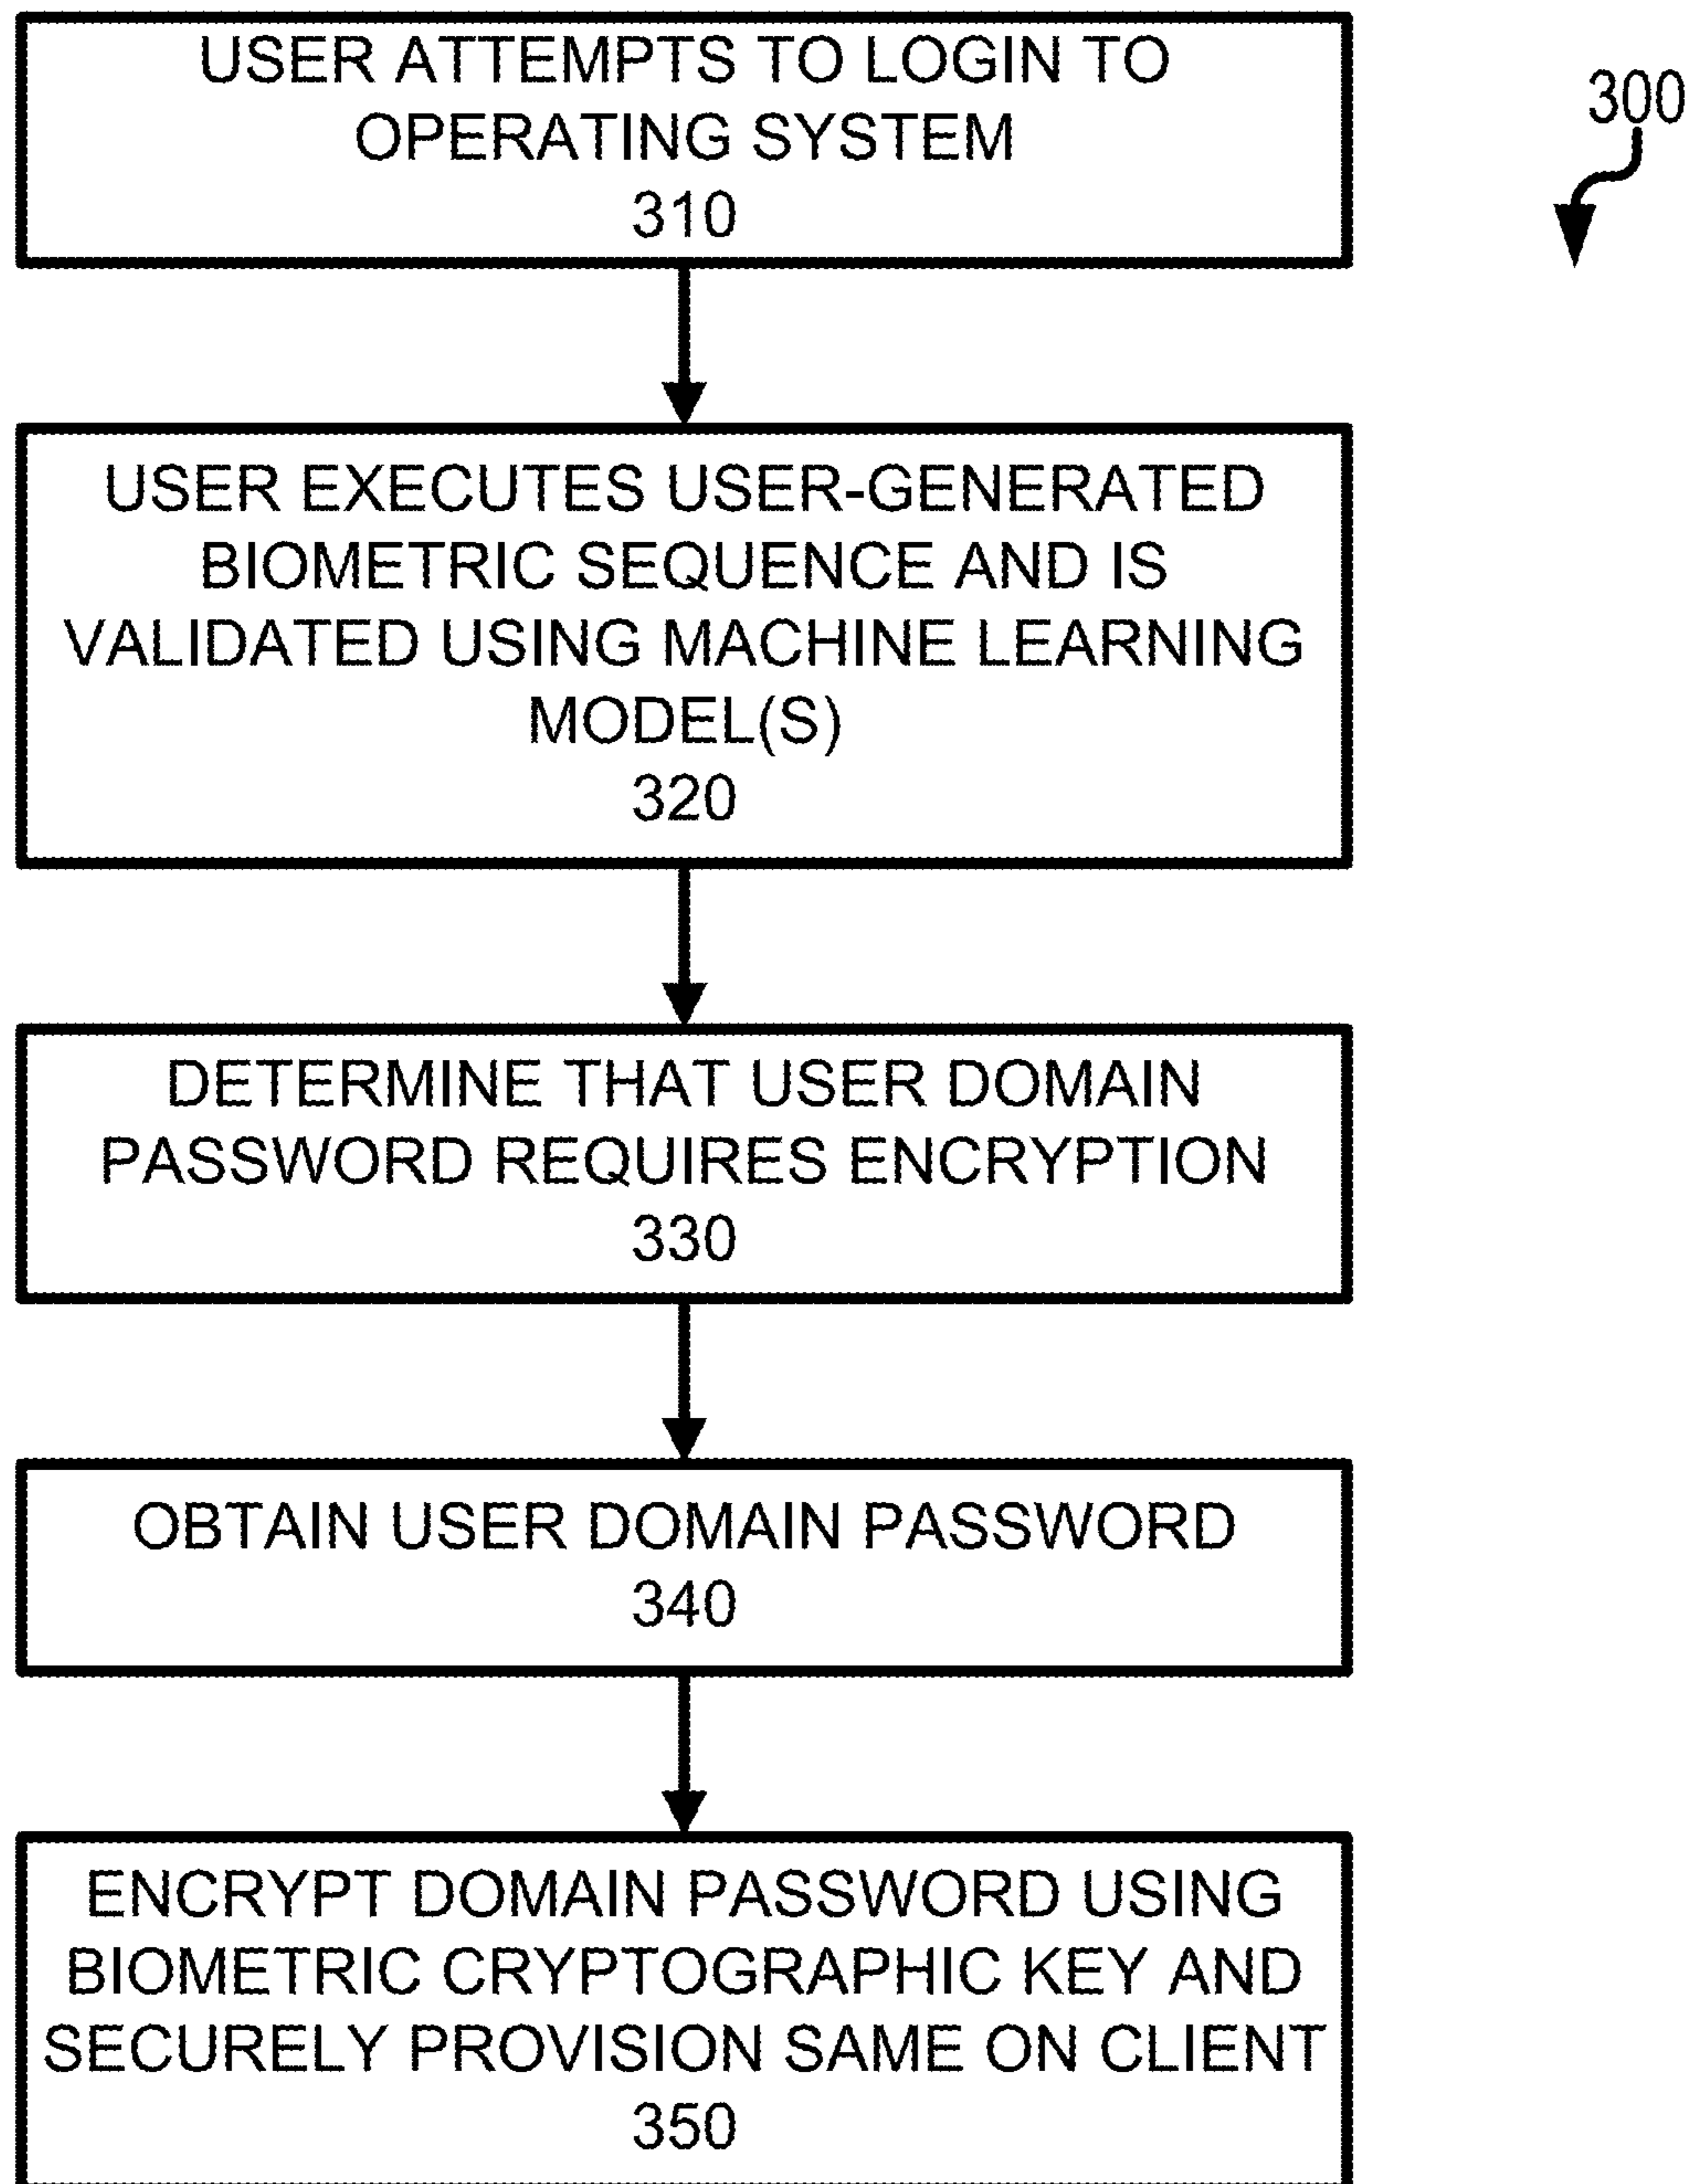 USER ATTEMPTS TO LOGIN TO
OPERATING SYSTEM
310
300
USER EXECUTES USER-GENERATED
BIOMETRIC SEQUENCE AND IS
VALIDATED USING MACHINE LEARNING
MODEL(S)
320
DETERMINE THAT USER DOMAIN
PASSWORD REQUIRES ENCRYPTION
330
OBTAIN USER DOMAIN PASSWORD
340
ENCRYPT DOMAIN PASSWORD USING
BIOMETRIC CRYPTOGRAPHIC KEY AND
SECURELY PROVISION SAME ON CLIENT
350